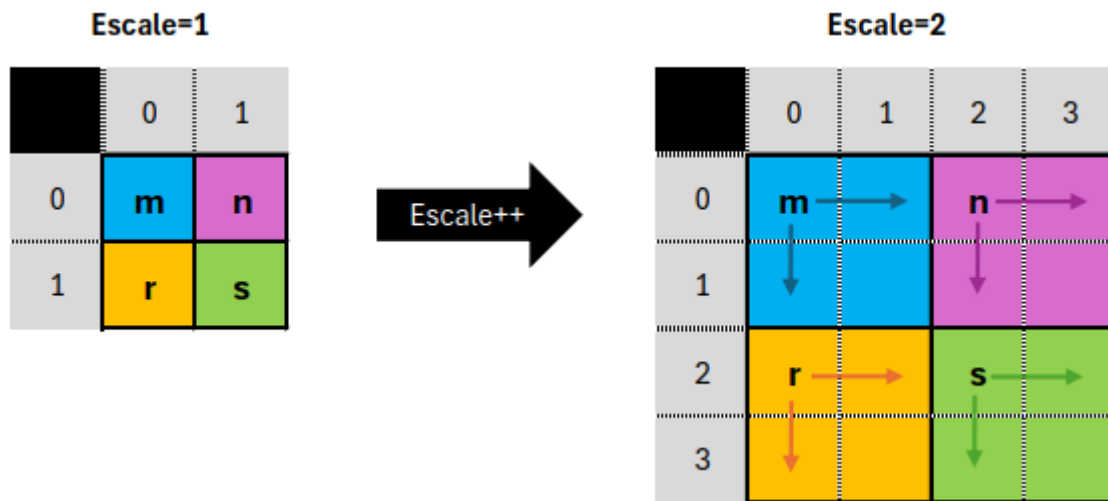 Escale=1 Escale=2
0 1 0 1 2 3
0 m n Escale++ 0 m n
1 r s 1
2 r s
3